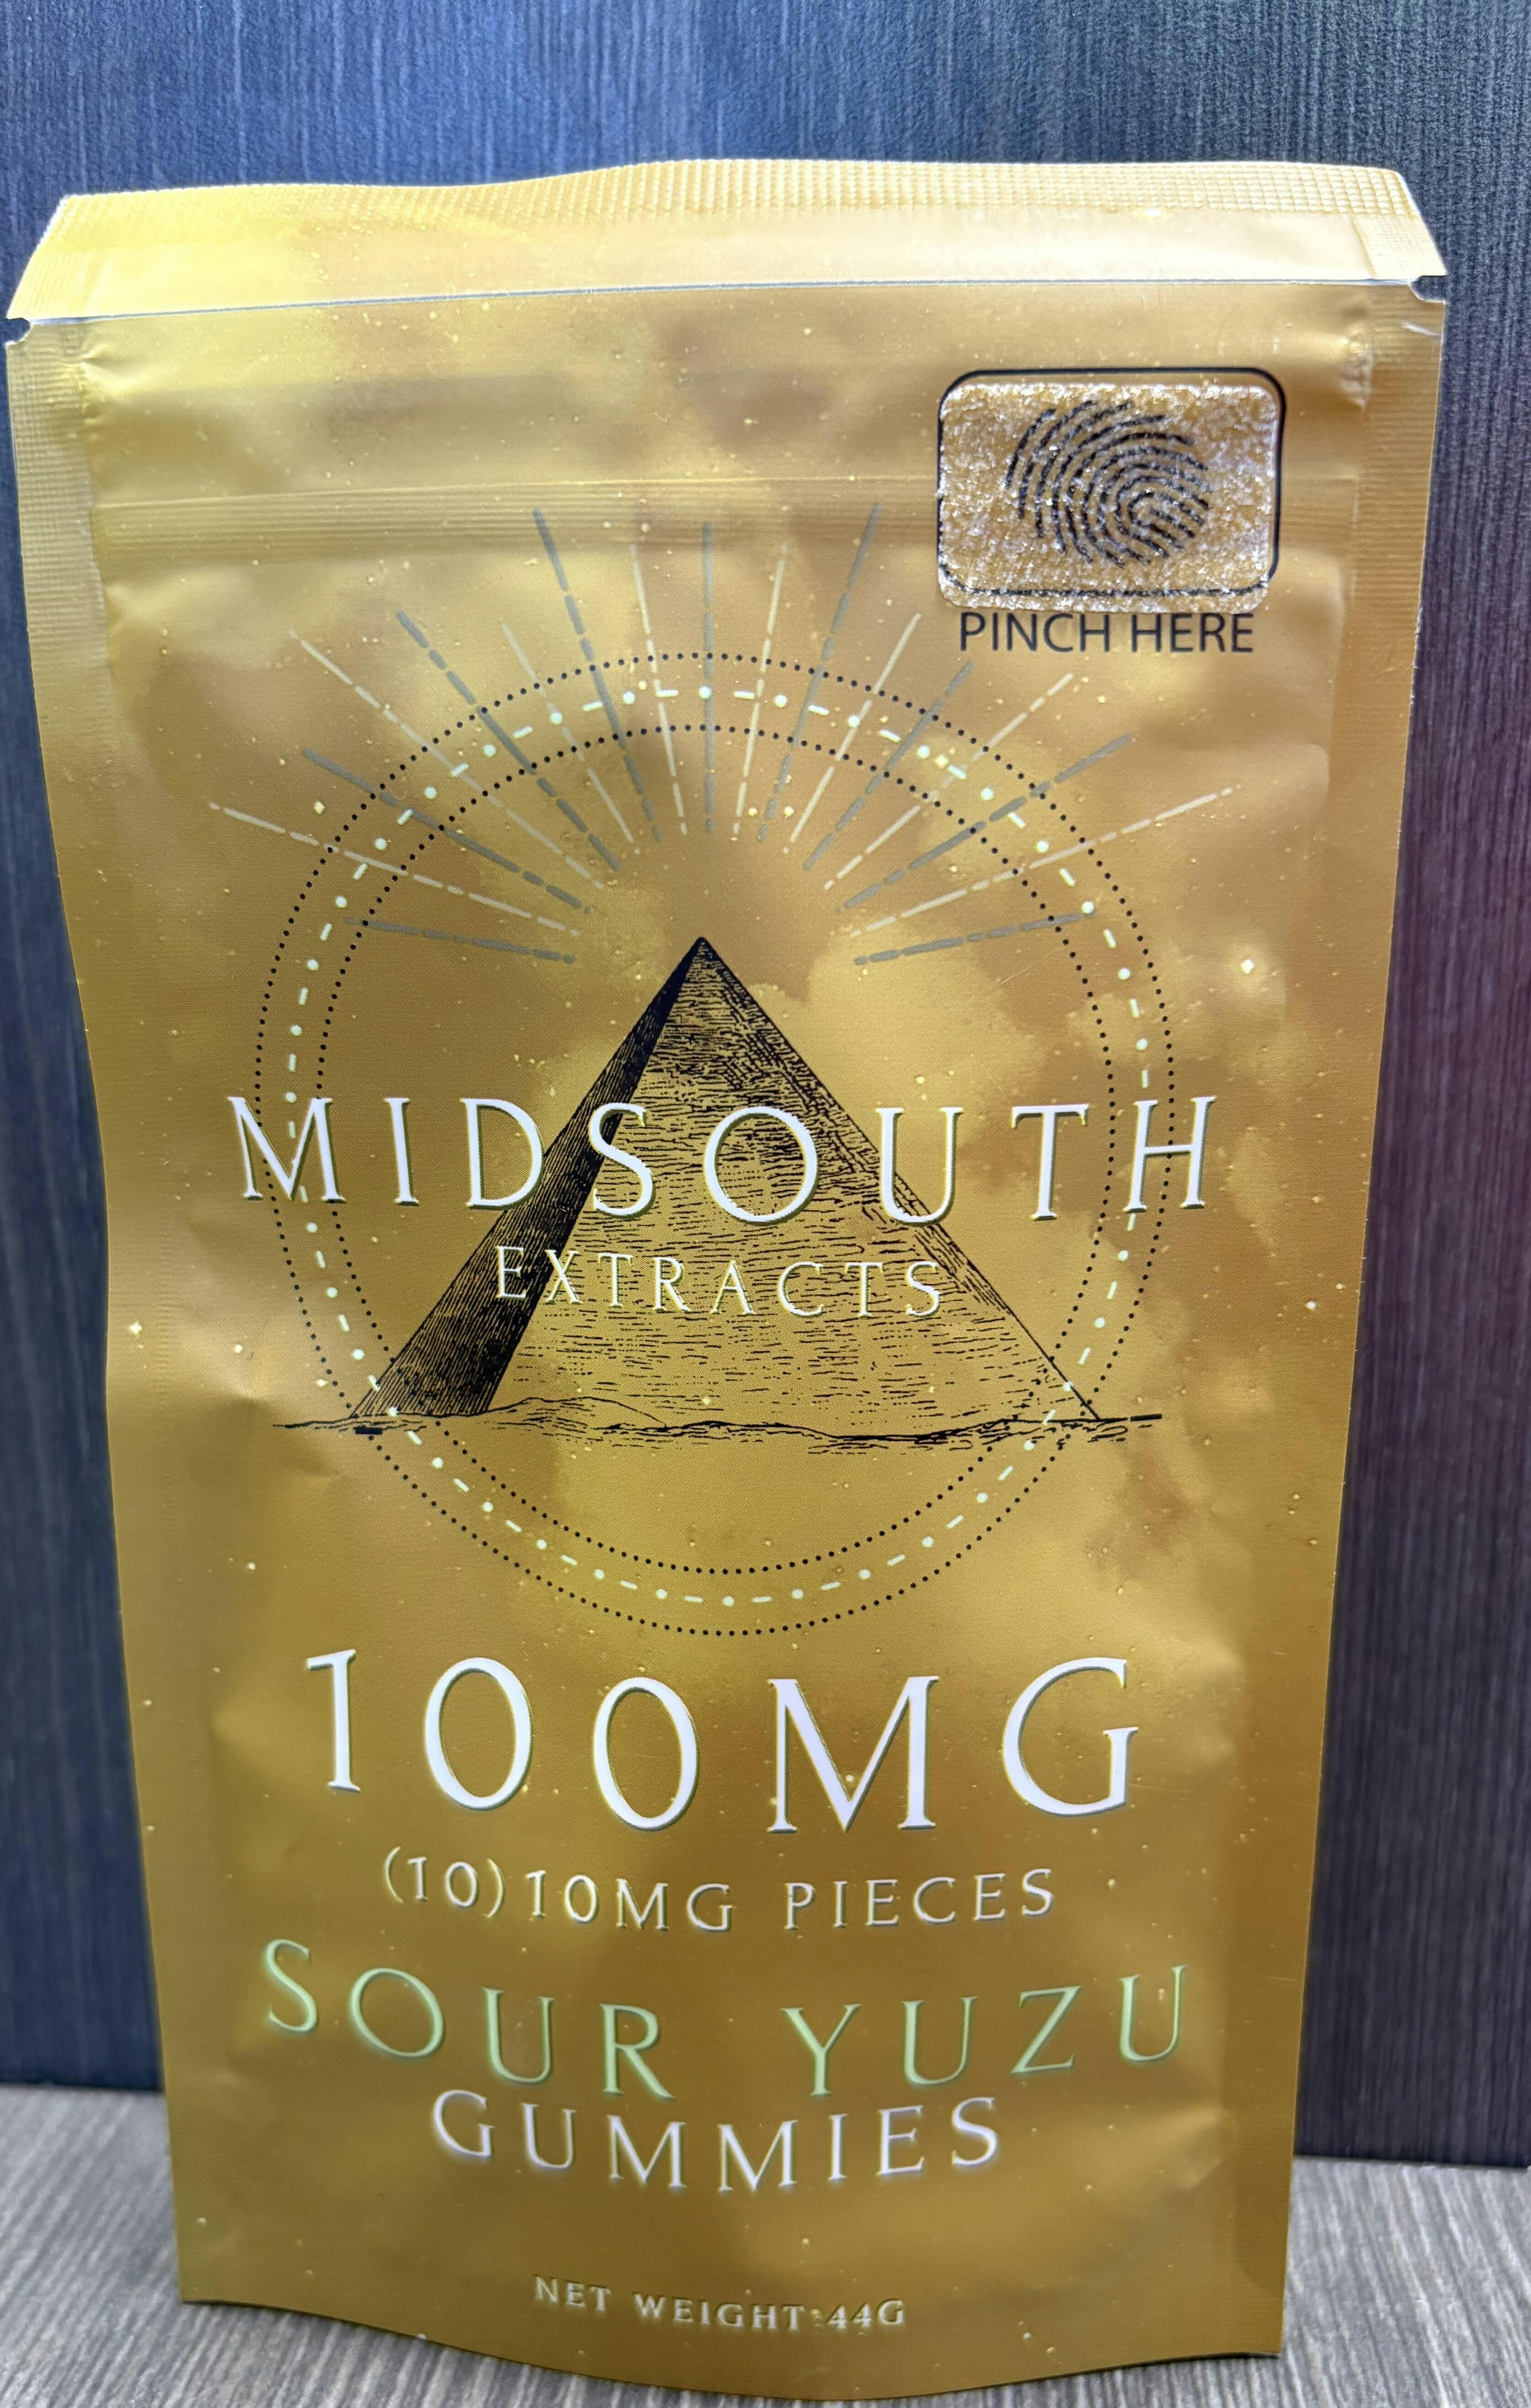 PINCH HERE
MIDSOUTH
EXTRACTS
100MG
(10) 10MG PIECES
SOUR YUZU
GUMMIES
NET WEIGHT: 44G